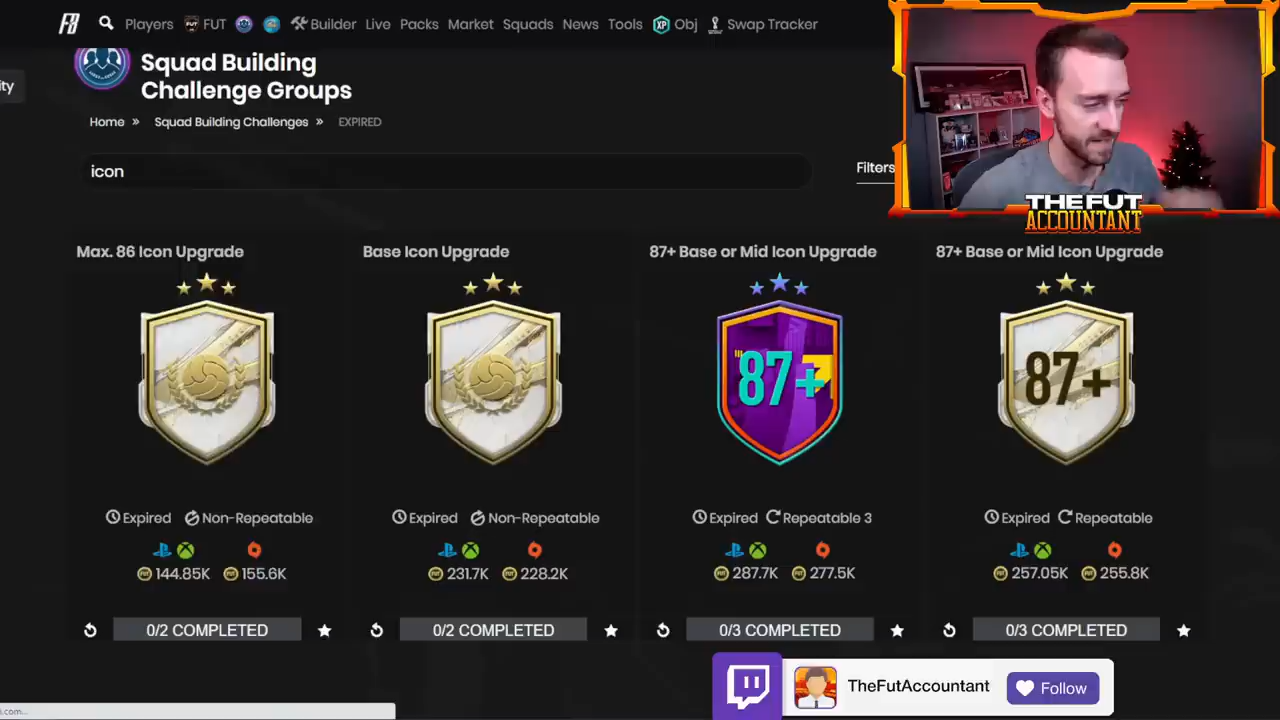 Players FUT Builder Live Packs Market Squads News Tools XP Obj Swap Tracker
Squad Building
Challenge Groups
ity
Home » Squad Building Challenges » EXPIRED
icon
Filters
THE FUT
ACCOUNTANT
Max. 86 Icon Upgrade
Base Icon Upgrade
87+ Base or Mid Icon Upgrade
87+ Base or Mid Icon Upgrade
87+
87+
Expired Non-Repeatable
Expired Non-Repeatable
Expired Repeatable 3
Expired Repeatable
144.85K 155.6K
231.7K 228.2K
287.7K 277.5K
257.05K 255.8K
0/2 COMPLETED
0/2 COMPLETED
0/3 COMPLETED
0/3 COMPLETED
TheFutAccountant
Follow